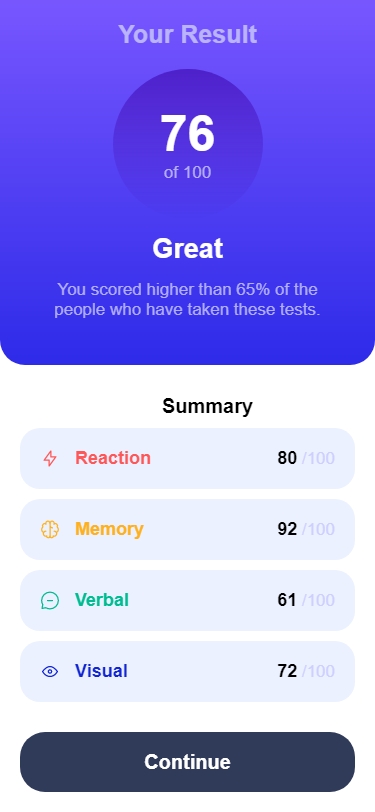 Your Result
76
of 100
Great
You scored higher than 65% of the
people who have taken these tests.
Summary
Reaction 80 /100
Memory 92 /100
Verbal 61 /100
Visual 72 /100
Continue